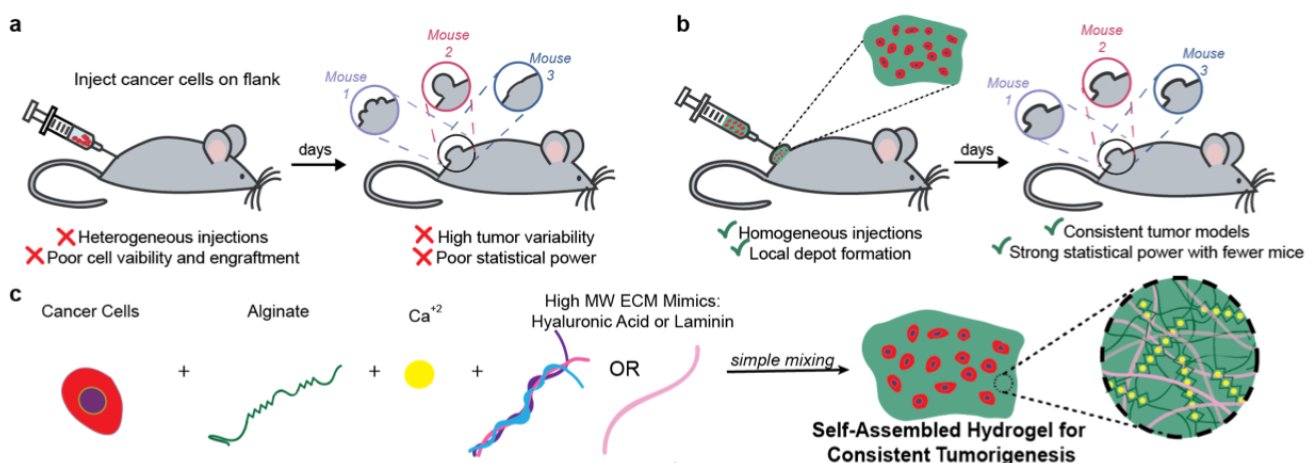 a
Inject cancer cells on flank
days
Mouse
1
Mouse
2
Mouse
3
✗ Heterogeneous injections
✗ Poor cell vaibility and engraftment
✗ High tumor variability
✗ Poor statistical power
b
days
Mouse
1
Mouse
2
Mouse
3
✓ Homogeneous injections
✓ Local depot formation
✓ Consistent tumor models
✓ Strong statistical power with fewer mice
c
Cancer Cells
+
Alginate
+
Ca+2
+
High MW ECM Mimics:
Hyaluronic Acid or Laminin
OR
simple mixing
Self-Assembled Hydrogel for
Consistent Tumorigenesis